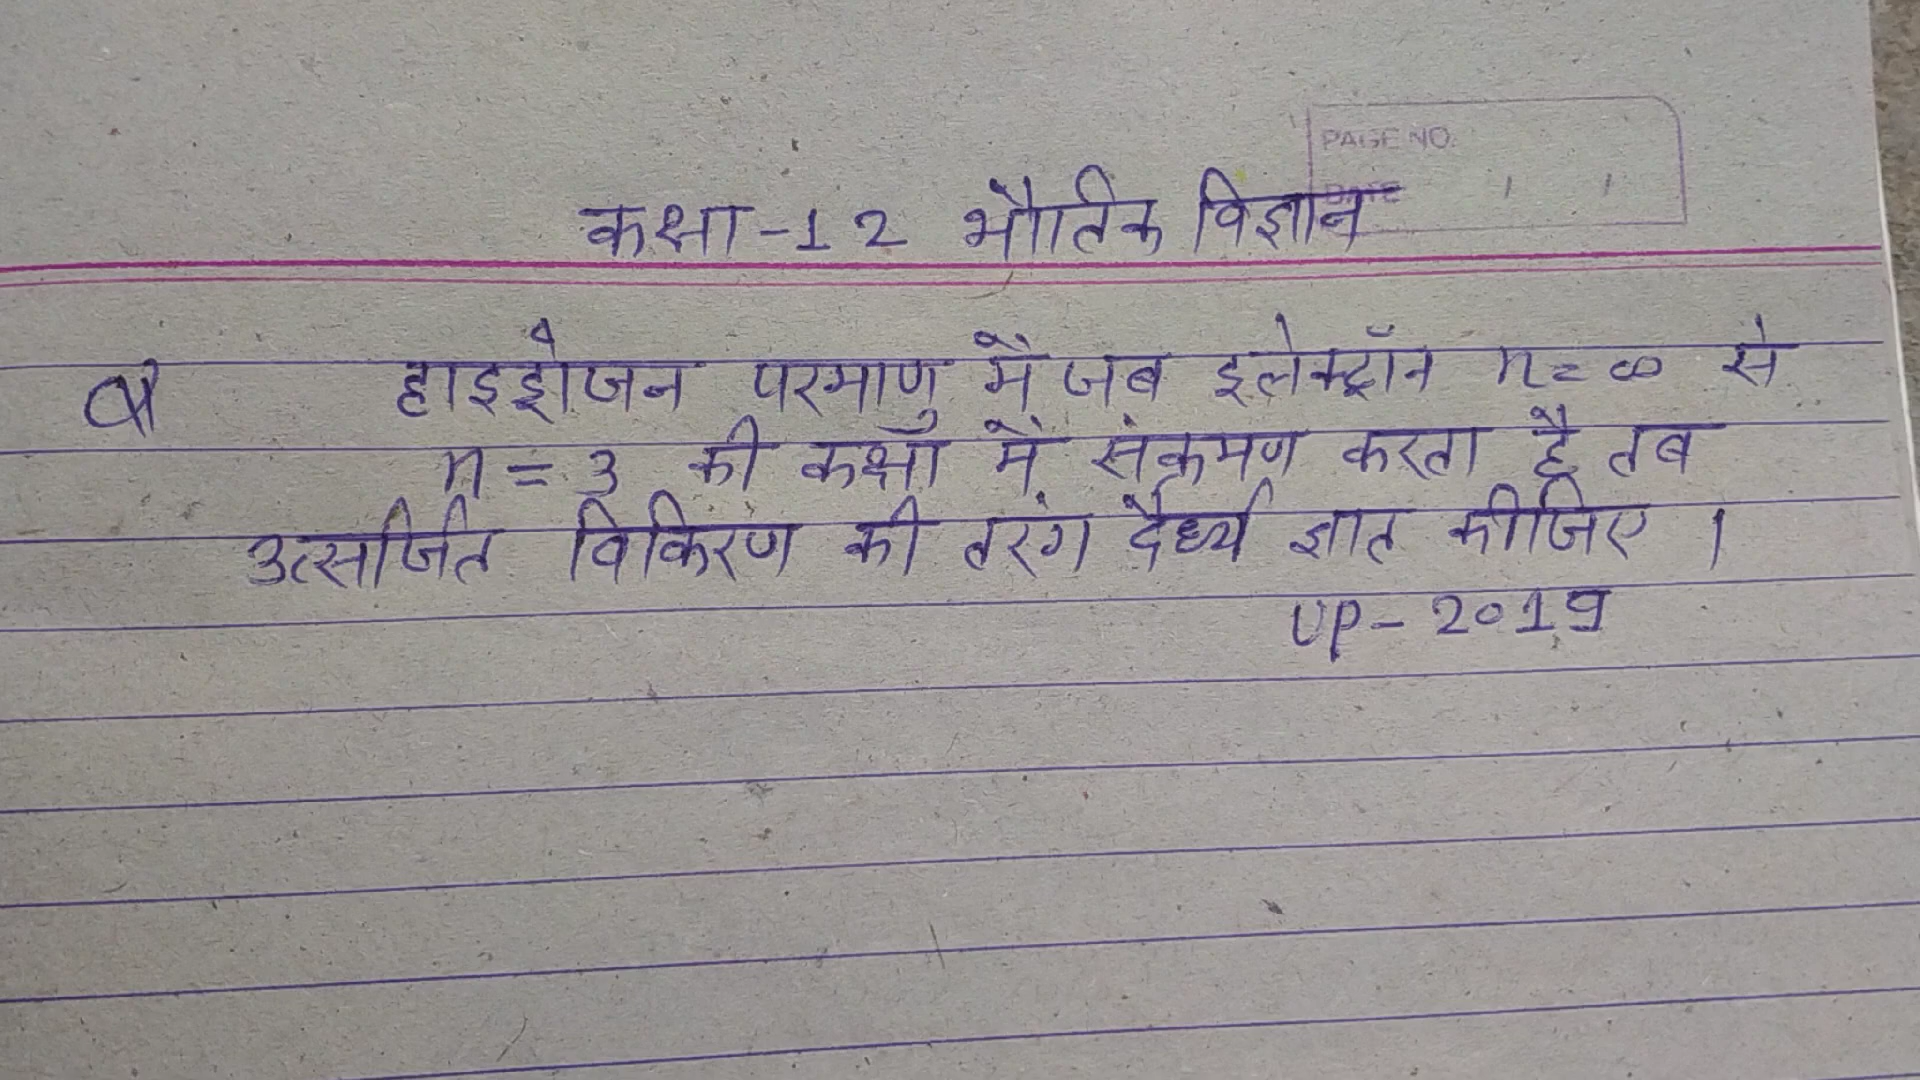 PAGE NO.
DATE / /
कक्षा -12 भौतिक विज्ञान
Q हाइड्रोजन परमाणु में जब इलेक्ट्रॉन n = ∞ से
n = 3 की कक्षा में संक्रमण करता है तब
उत्सर्जित विकिरण की तरंग दैर्ध्य ज्ञात कीजिए ।
UP- 2019